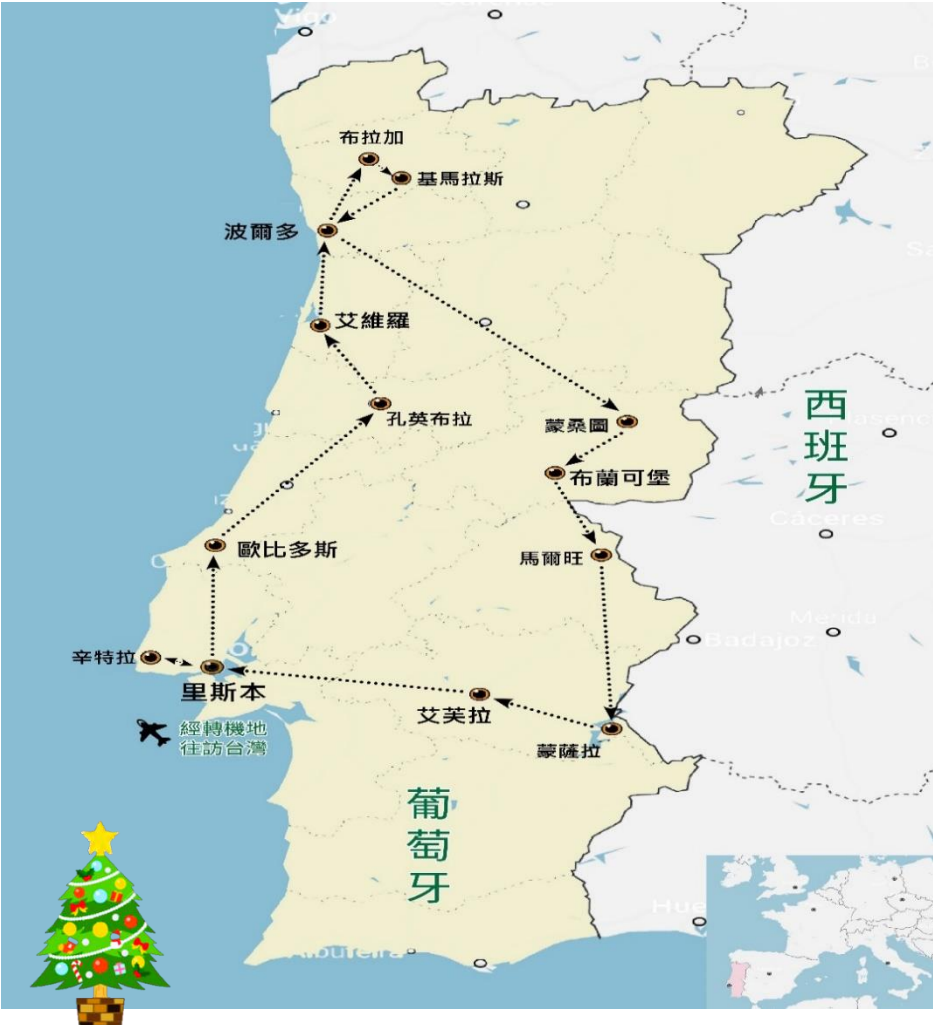 Vigo
布拉加
基馬拉斯
波爾多
艾維羅
孔英布拉
蒙桑圖
布蘭可堡
西班牙
歐比多斯
馬爾旺
Cáceres
Badajoz
辛特拉
里斯本
經轉機地
往訪台灣
艾芙拉
蒙薩拉
葡萄牙
Hue
Albufeira